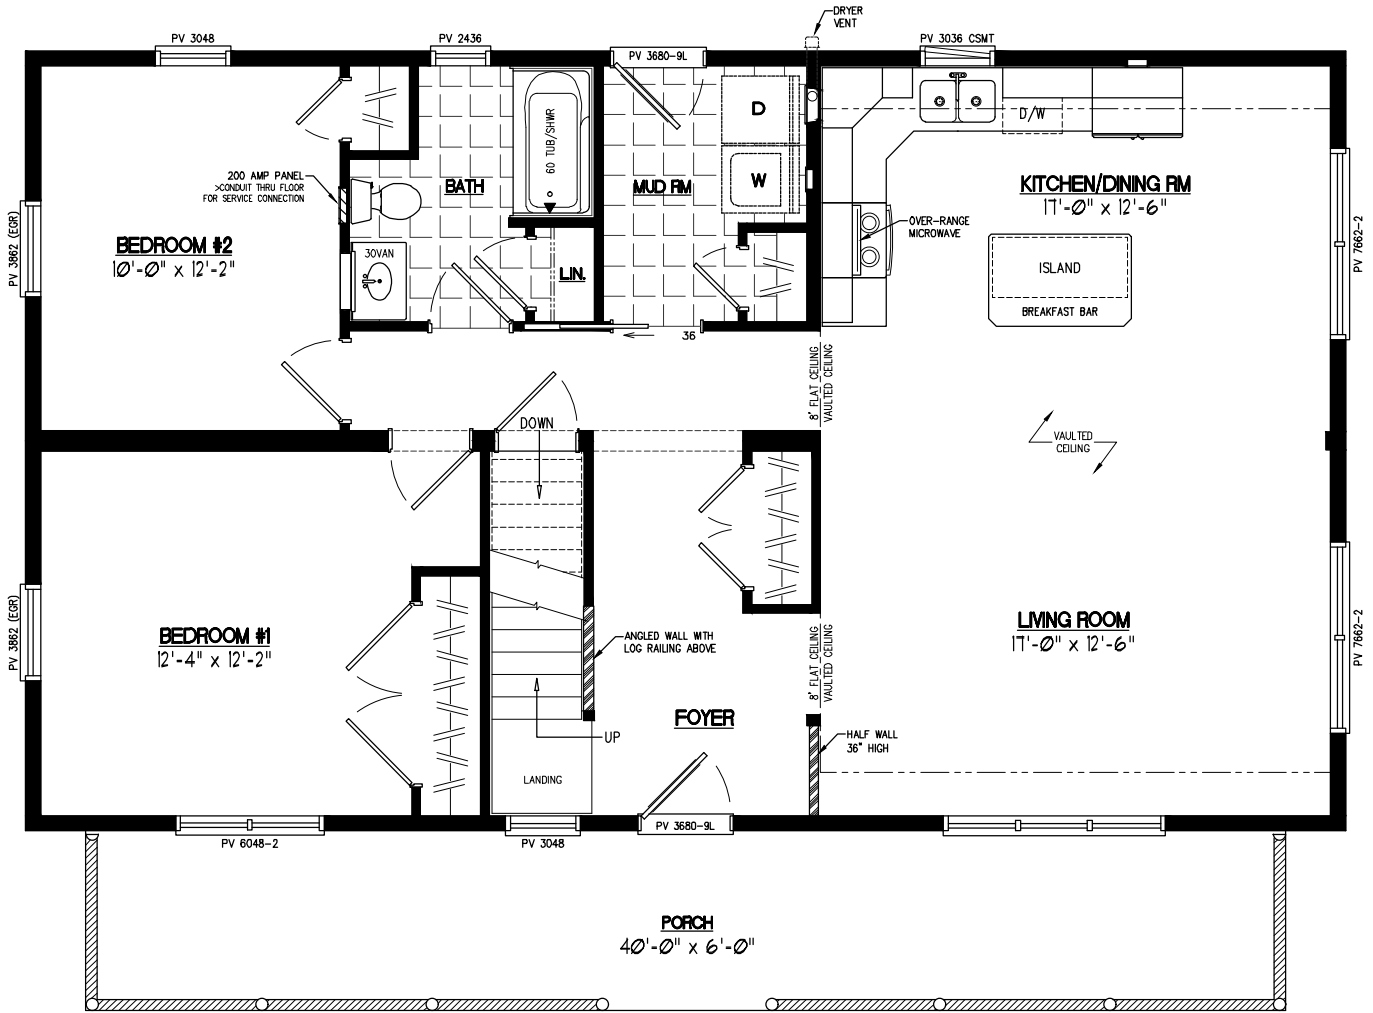 DRYER
VENT
PV 3048
PV 2436
PV 3680-9L
PV 3036 CSMT
60 TUB/SHWR
D
W
D/W
200 AMP PANEL
>CONDUIT THRU FLOOR
FOR SERVICE CONNECTION
BATH
MUD RM
KITCHEN/DINING RM
17'-0" x 12'-6"
OVER-RANGE
MICROWAVE
PV 3862 (EGR)
BEDROOM #2
10'-0" x 12'-2"
30VAN
LIN.
ISLAND
BREAKFAST BAR
PV 7662-2
36
8' FLAT CEILING
VAULTED CEILING
DOWN
VAULTED
CEILING
PV 3862 (EGR)
BEDROOM #1
12'-4" x 12'-2"
ANGLED WALL WITH
LOG RAILING ABOVE
8' FLAT CEILING
VAULTED CEILING
LIVING ROOM
17'-0" x 12'-6"
PV 7662-2
FOYER
UP
HALF WALL
36" HIGH
LANDING
PV 6048-2
PV 3048
PV 3680-9L
PORCH
40'-0" x 6'-0"